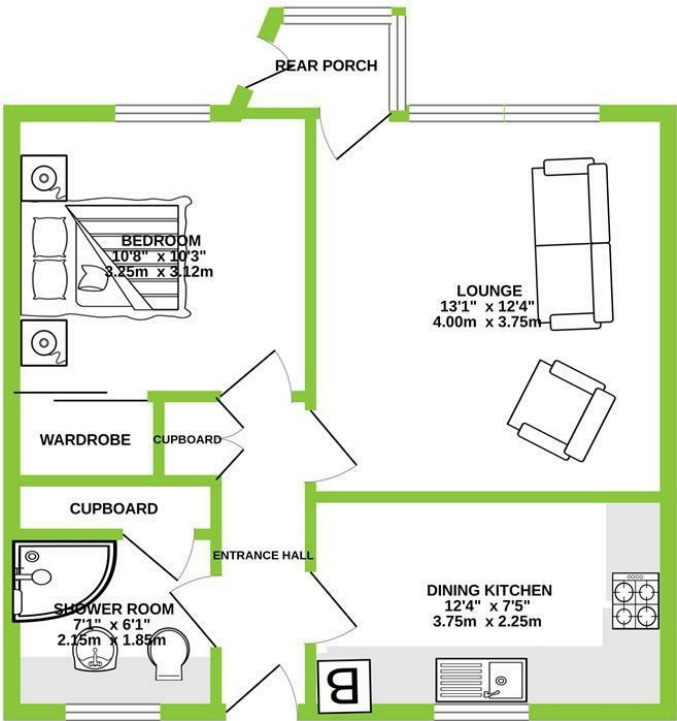 REAR PORCH
BEDROOM
10'8" x 10'3"
3.25m x 3.12m
LOUNGE
13'1" x 12'4"
4.00m x 3.75m
WARDROBE
CUPBOARD
CUPBOARD
ENTRANCE HALL
SHOWER ROOM
7'1" x 6'1"
2.15m x 1.85m
DINING KITCHEN
12'4" x 7'5"
3.75m x 2.25m
B